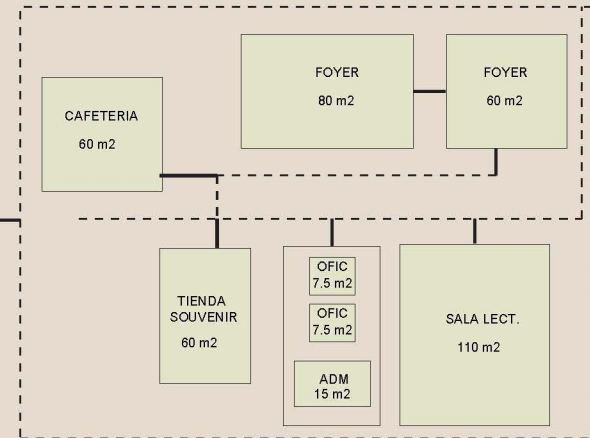 FOYER
80 m2
FOYER
60 m2
CAFETERIA
60 m2
TIENDA
SOUVENIR
60 m2
OFIC
7.5 m2
OFIC
7.5 m2
ADM
15 m2
SALA LECT.
110 m2